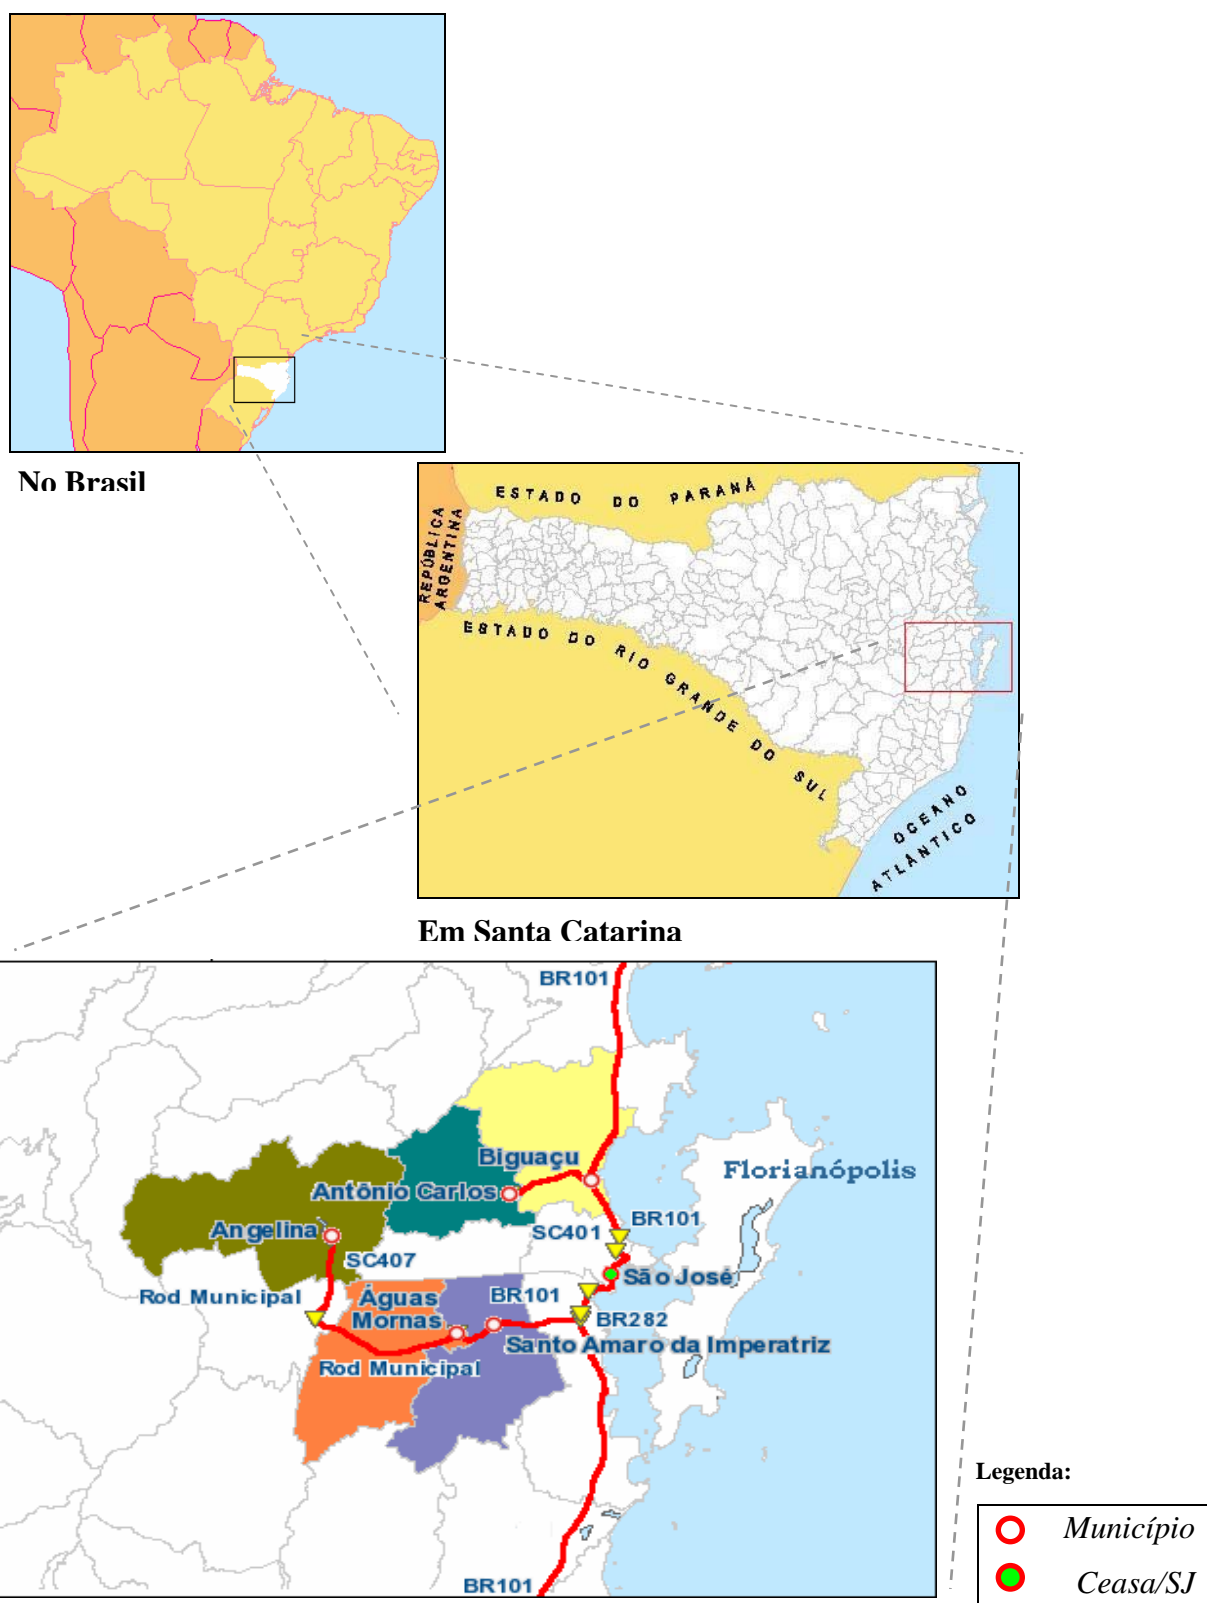 No Brasil
ESTADO DO PARANÁ
REPÚBLICA
ARGENTINA
ESTADO DO RIO GRANDE DO SUL
OCEANO
ATLÂNTICO
Em Santa Catarina
BR101
Biguaçu
Florianópolis
Antônio Carlos
Angelina
SC401
BR101
SC407
São José
Rod Municipal
Águas
Mornas
BR101
BR282
Santo Amaro da Imperatriz
Rod Municipal
BR101
Legenda:
Município
Ceasa/SJ